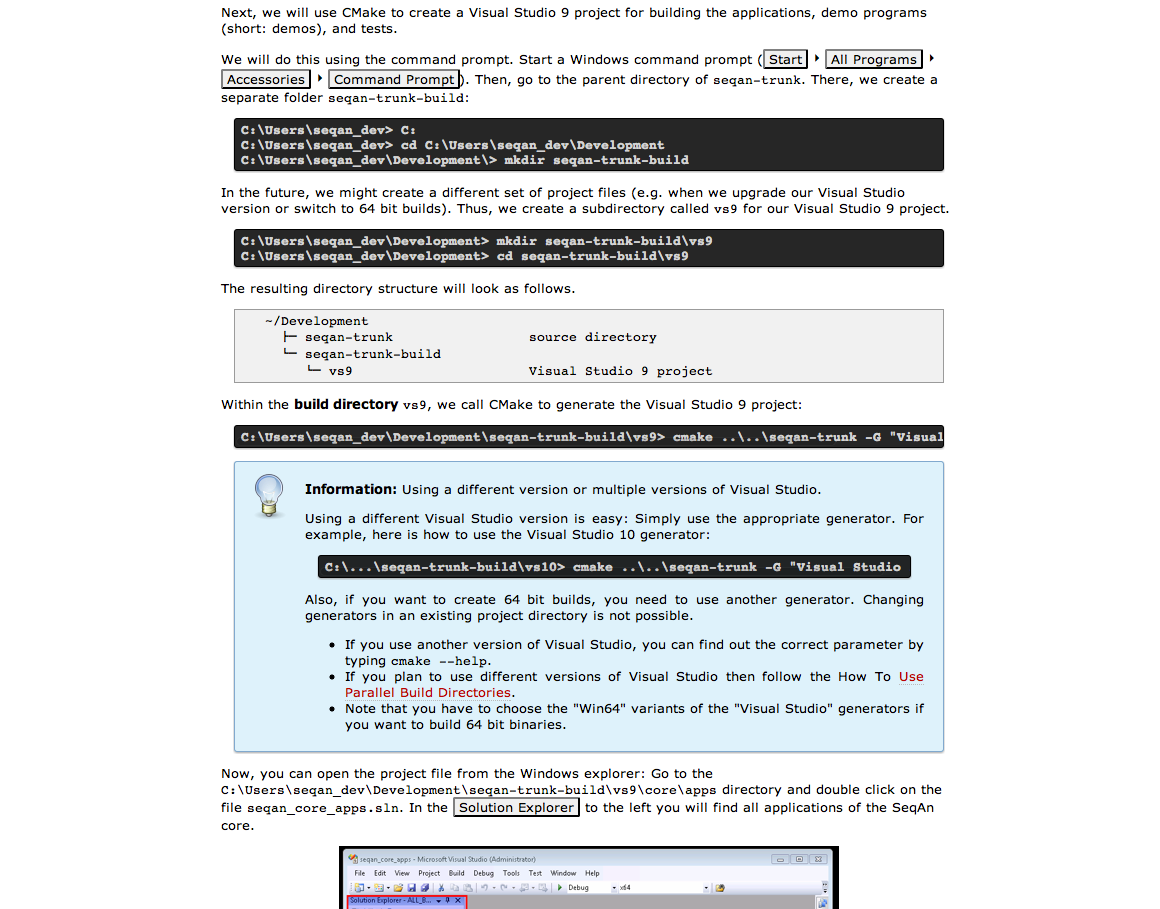 Next, we will use CMake to create a Visual Studio 9 project for building the applications, demo programs
(short: demos), and tests.
We will do this using the command prompt. Start a Windows command prompt ( Start ‣ All Programs ‣
Accessories ‣ Command Prompt ). Then, go to the parent directory of seqan-trunk. There, we create a
separate folder seqan-trunk-build:
C:\Users\seqan_dev> C:
C:\Users\seqan_dev> cd C:\Users\seqan_dev\Development
C:\Users\seqan_dev\Development\> mkdir seqan-trunk-build
In the future, we might create a different set of project files (e.g. when we upgrade our Visual Studio
version or switch to 64 bit builds). Thus, we create a subdirectory called vs9 for our Visual Studio 9 project.
C:\Users\seqan_dev\Development> mkdir seqan-trunk-build\vs9
C:\Users\seqan_dev\Development> cd seqan-trunk-build\vs9
The resulting directory structure will look as follows.
~/Development
├─ seqan-trunk source directory
└─ seqan-trunk-build
└─ vs9 Visual Studio 9 project
Within the build directory vs9, we call CMake to generate the Visual Studio 9 project:
C:\Users\seqan_dev\Development\seqan-trunk-build\vs9> cmake ..\..\seqan-trunk -G "Visual
Information: Using a different version or multiple versions of Visual Studio.
Using a different Visual Studio version is easy: Simply use the appropriate generator. For
example, here is how to use the Visual Studio 10 generator:
C:\...\seqan-trunk-build\vs10> cmake ..\..\seqan-trunk -G "Visual Studio
Also, if you want to create 64 bit builds, you need to use another generator. Changing
generators in an existing project directory is not possible.
• If you use another version of Visual Studio, you can find out the correct parameter by
typing cmake --help.
• If you plan to use different versions of Visual Studio then follow the How To Use
Parallel Build Directories.
• Note that you have to choose the "Win64" variants of the "Visual Studio" generators if
you want to build 64 bit binaries.
Now, you can open the project file from the Windows explorer: Go to the
C:\Users\seqan_dev\Development\seqan-trunk-build\vs9\core\apps directory and double click on the
file seqan_core_apps.sln. In the Solution Explorer to the left you will find all applications of the SeqAn
core.
seqan_core_apps - Microsoft Visual Studio (Administrator)
File Edit View Project Build Debug Tools Test Window Help
Debug x64
Solution Explorer - ALL_B...